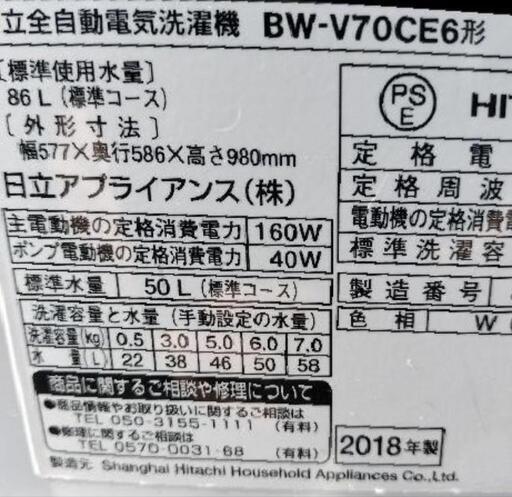 立全自動電気洗濯機 BW-V70CE6形
〔標準使用水量〕
86 L (標準コース)
〔外形寸法〕
幅577×奥行586×高さ980mm
日立アプライアンス(株)
主電動機の定格消費電力 160W
ポンプ電動機の定格消費電力 40W
標準水量 50 L (標準コース)
洗濯容量と水量 (手動設定の水量)
洗濯容量(kg) 0.5 3.0 5.0 6.0 7.0
水量(L) 22 38 46 50 58
商品に関するご相談や修理について
●商品情報やお取り扱いに関するご相談は
TEL 050-3155-1111 (有料)
●修理に関するご相談は
TEL 0570-0031-68 (有料)
製造元 Shanghai Hitachi Household Appliances Co.,Ltd.
PS
E
HIT
定格電
定格周波
電動機の定格消費
標準洗濯容
製造番号
色相 W
2018年製